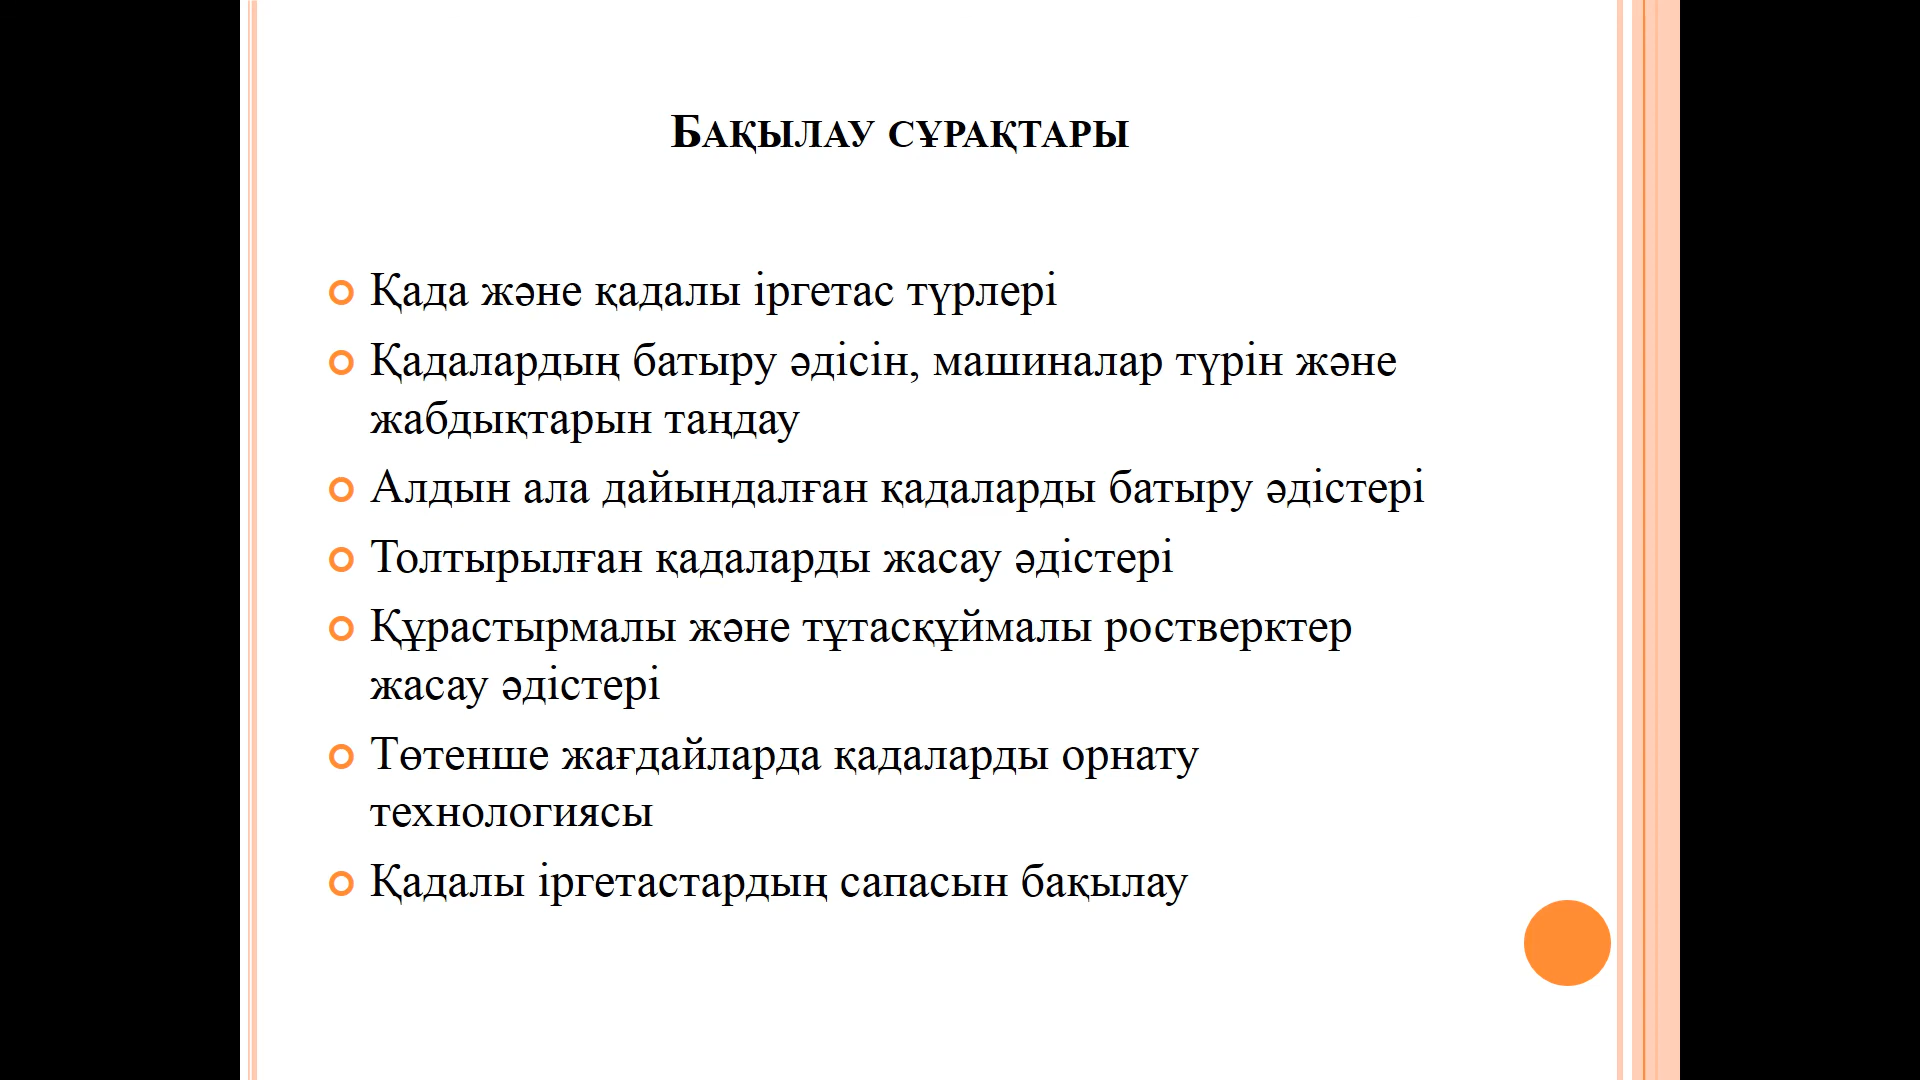 Бақылау сұрақтары
Қада және қадалы іргетас түрлері
Қадалардың батыру әдісін, машиналар түрін және
жабдықтарын таңдау
Алдын ала дайындалған қадаларды батыру әдістері
Толтырылған қадаларды жасау әдістері
Құрастырмалы және тұтасқұймалы ростверктер
жасау әдістері
Төтенше жағдайларда қадаларды орнату
технологиясы
Қадалы іргетастардың сапасын бақылау